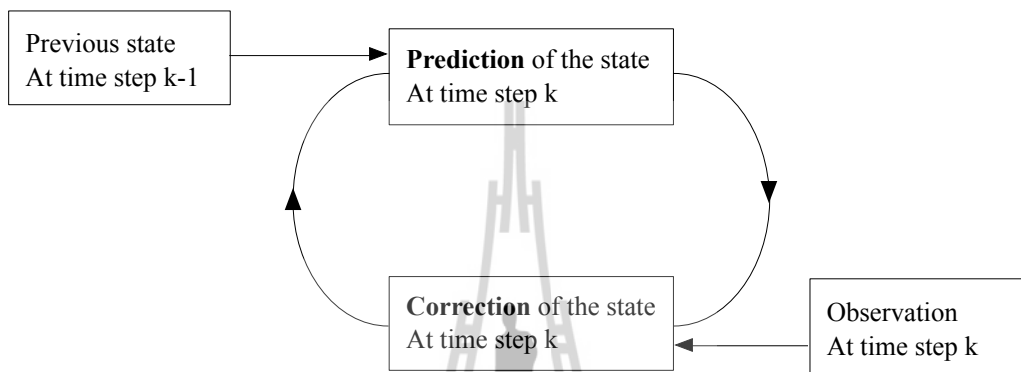 Previous state
At time step k-1
Prediction of the state
At time step k
Correction of the state
At time step k
Observation
At time step k